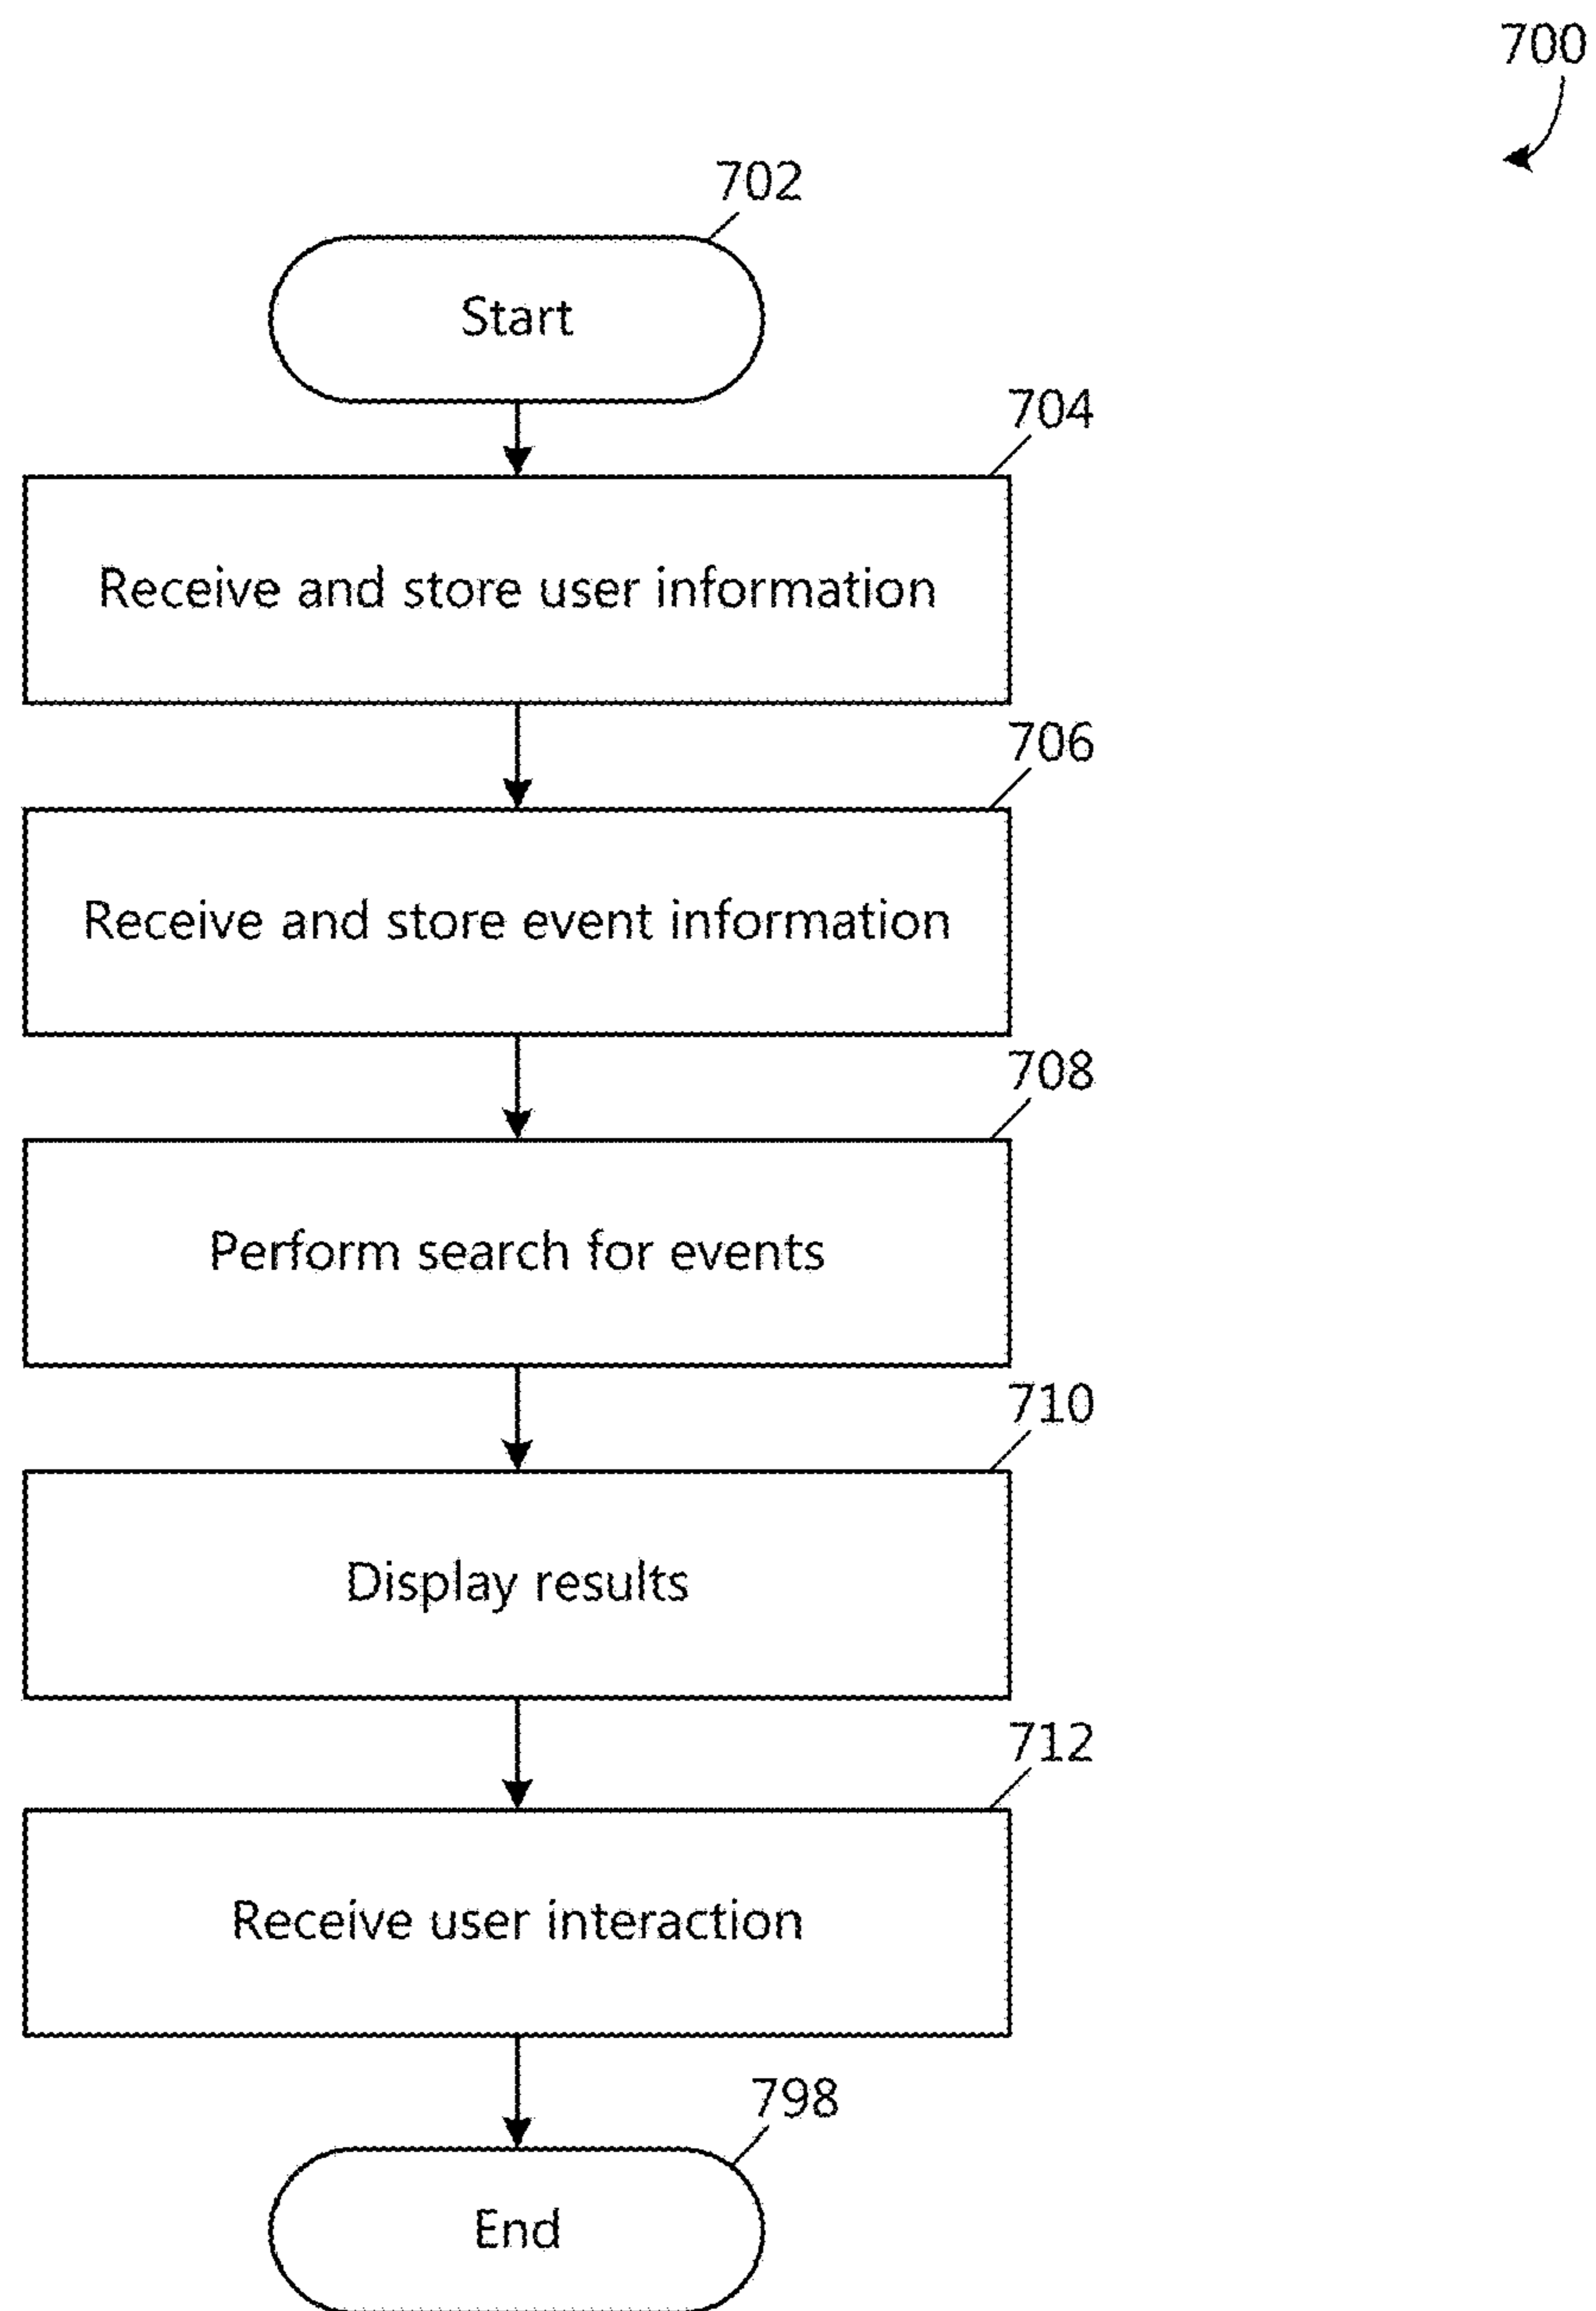 700
702
Start
704
Receive and store user information
706
Receive and store event information
708
Perform search for events
710
Display results
712
Receive user interaction
798
End